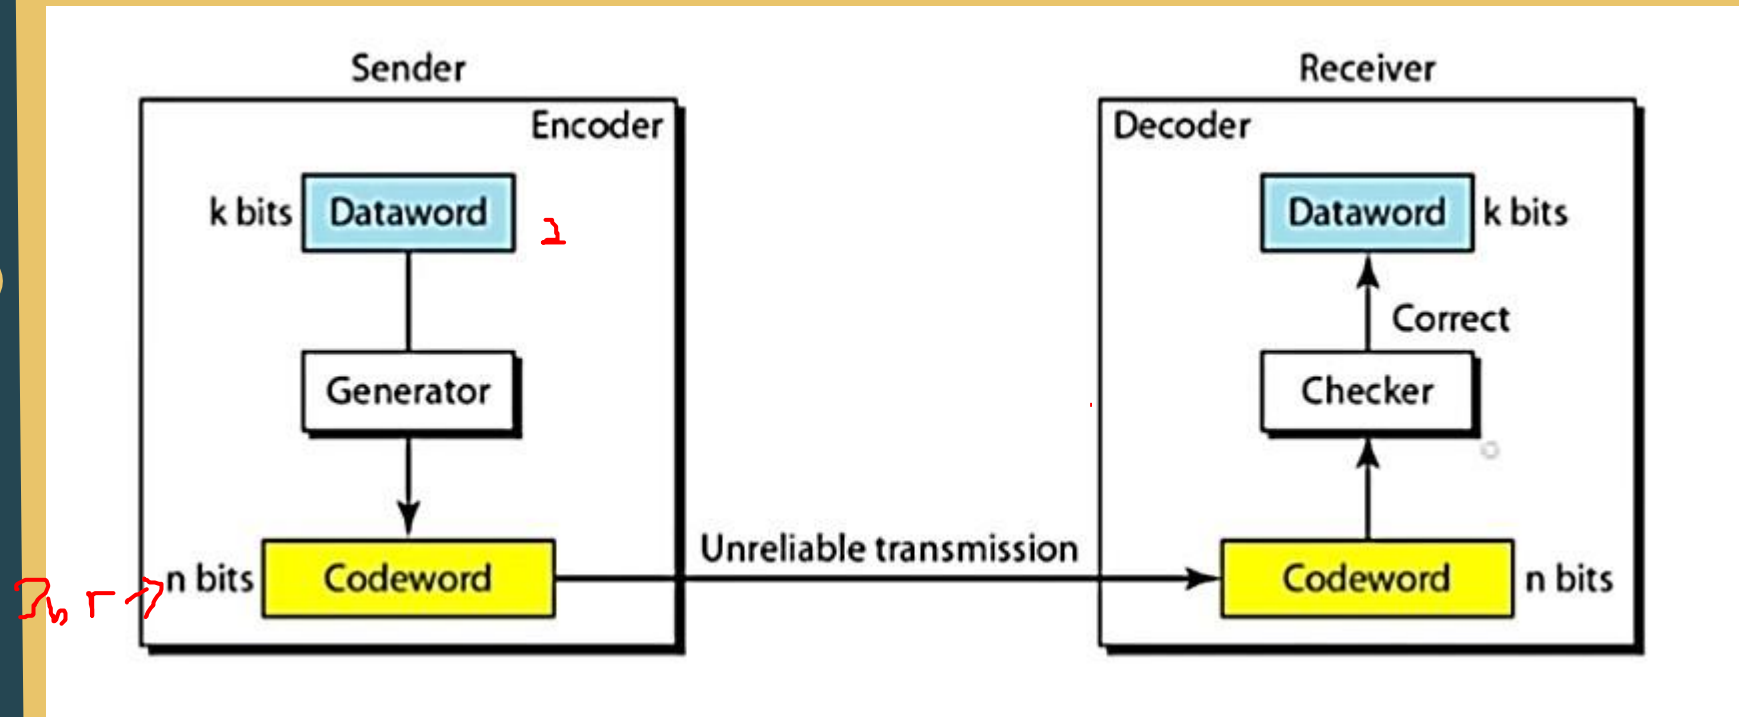 Sender
Receiver
Encoder
Decoder
k bits
Dataword
Dataword
k bits
Correct
Generator
Checker
Unreliable transmission
n bits
Codeword
Codeword
n bits